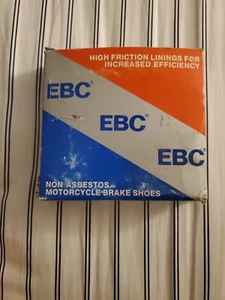 HIGH FRICTION LININGS FOR
INCREASED EFFICIENCY
EBC®
EBC®
EBC®
NON ASBESTOS
MOTORCYCLE BRAKE SHOES